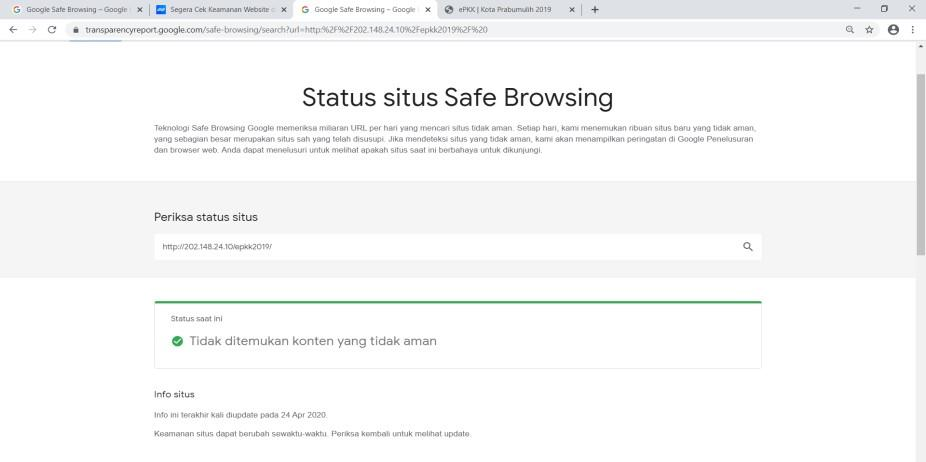 Google Safe Browsing – Google
Segera Cek Keamanan Website d
Google Safe Browsing – Google
ePKK | Kota Prabumulih 2019
transparencyreport.google.com/safe-browsing/search?url=http:%2F%2F202.148.24.10%2Fepkk2019%2F%20
Status situs Safe Browsing
Teknologi Safe Browsing Google memeriksa miliaran URL per hari yang mencari situs tidak aman. Setiap hari, kami menemukan ribuan situs baru yang tidak aman,
yang sebagian besar merupakan situs sah yang telah disusupi. Jika mendeteksi situs yang tidak aman, kami akan menampilkan peringatan di Google Penelusuran
dan browser web. Anda dapat menelusuri untuk melihat apakah situs saat ini berbahaya untuk dikunjungi.
Periksa status situs
http://202.148.24.10/epkk2019/
Status saat ini
Tidak ditemukan konten yang tidak aman
Info situs
Info ini terakhir kali diupdate pada 24 Apr 2020.
Keamanan situs dapat berubah sewaktu-waktu. Periksa kembali untuk melihat update.